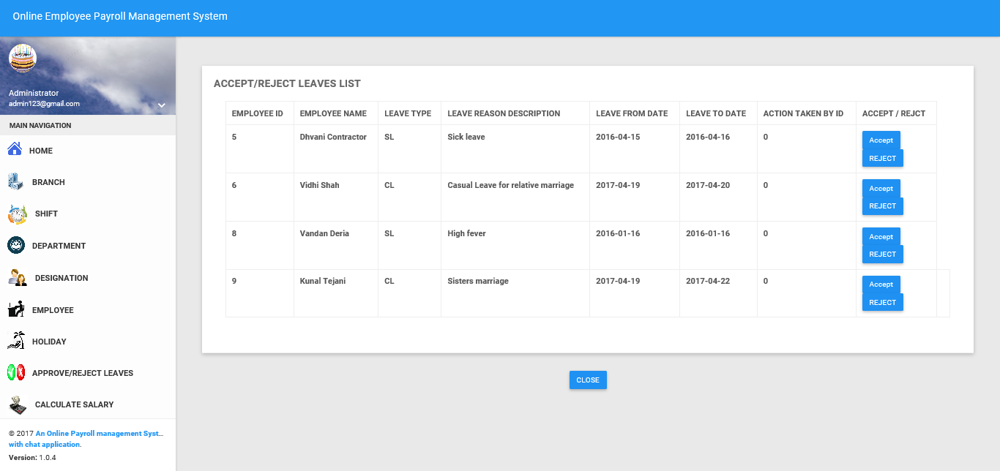 Online Employee Payroll Management System
Administrator
admin123@gmail.com
MAIN NAVIGATION
HOME
BRANCH
SHIFT
DEPARTMENT
DESIGNATION
EMPLOYEE
HOLIDAY
APPROVE/REJECT LEAVES
CALCULATE SALARY
© 2017 An Online Payroll management Syst...
with chat application.
Version: 1.0.4
ACCEPT/REJECT LEAVES LIST
EMPLOYEE ID EMPLOYEE NAME LEAVE TYPE LEAVE REASON DESCRIPTION LEAVE FROM DATE LEAVE TO DATE ACTION TAKEN BY ID ACCEPT / REJCT
5 Dhvani Contractor SL Sick leave 2016-04-15 2016-04-16 0 Accept
REJECT
6 Vidhi Shah CL Casual Leave for relative marriage 2017-04-19 2017-04-20 0 Accept
REJECT
8 Vandan Deria SL High fever 2016-01-16 2016-01-16 0 Accept
REJECT
9 Kunal Tejani CL Sisters marriage 2017-04-19 2017-04-22 0 Accept
REJECT
CLOSE